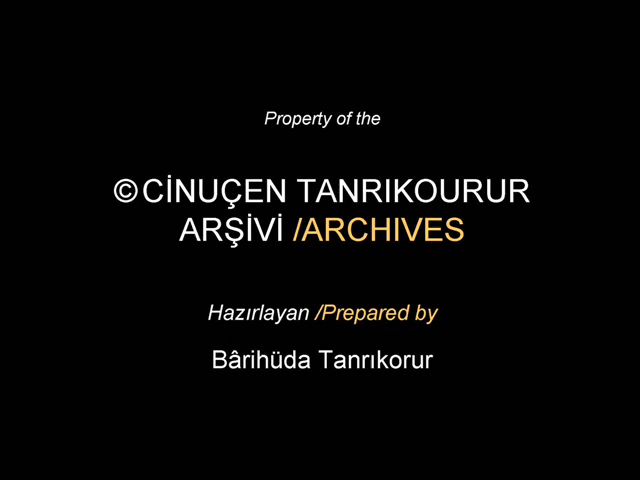 Property of the
©CİNUÇEN TANRIKOURUR
ARŞİVİ /ARCHIVES
Hazırlayan /Prepared by
Bârihüda Tanrıkorur